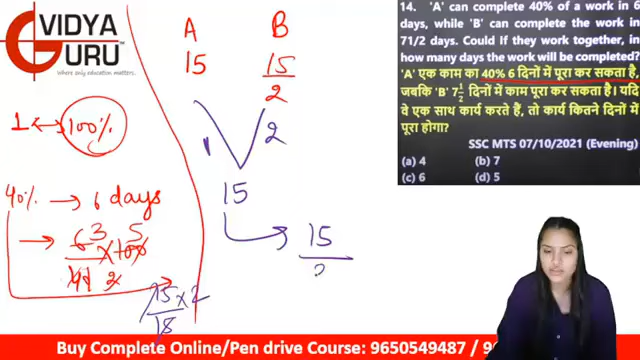 VIDYA
GURU
Where only education matters...
14. 'A' can complete 40% of a work in 6
days, while 'B' can complete the work in
71/2 days. Could if they work together, in
how many days the work will be completed?
'A' एक काम का 40% 6 दिनों में पूरा कर सकता है,
जबकि 'B' 7 1/2 दिनों में काम पूरा कर सकता है। यदि
वे एक साथ कार्य करते हैं, तो कार्य कितने दिनों में
पूरा होगा?
SSC MTS 07/10/2021 (Evening)
(a) 4 (b) 7
(c) 6 (d) 5
A B
15 15/2
1 ↔ 100%
1 2
15
40% → 6 days
15
→ 6 3 × 100 5
2
15 × 2
18
Buy Complete Online/Pen drive Course: 9650549487 /